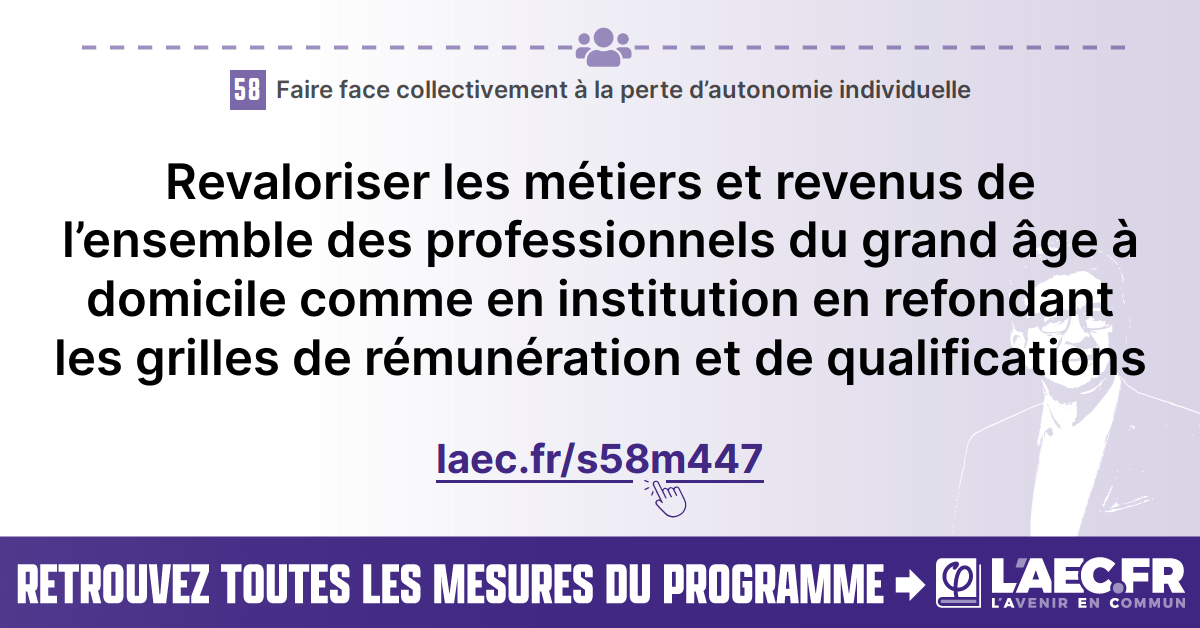 58 Faire face collectivement à la perte d’autonomie individuelle
Revaloriser les métiers et revenus de
l’ensemble des professionnels du grand âge à
domicile comme en institution en refondant
les grilles de rémunération et de qualifications
laec.fr/s58m447
RETROUVEZ TOUTES LES MESURES DU PROGRAMME
φ L'AEC.FR
L'AVENIR EN COMMUN